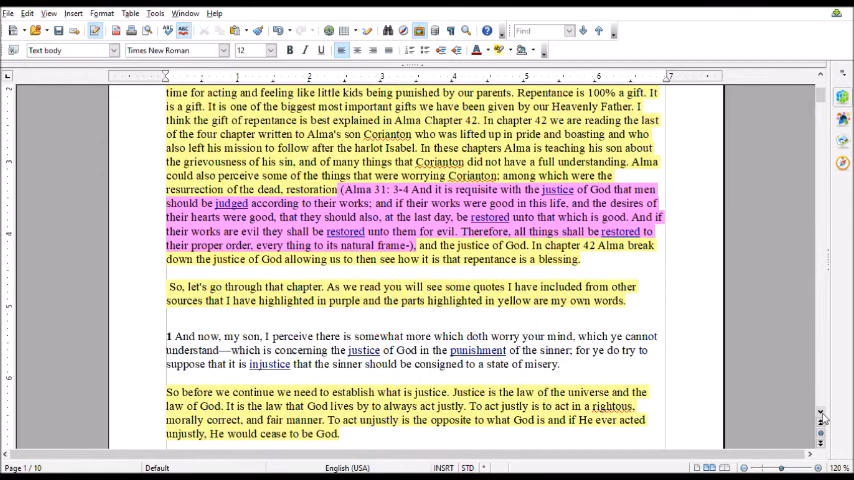 File Edit View Insert Format Table Tools Window Help
Find
Text body Times New Roman 12 B I U
1 2 3 4 5 6 7
2
3
4
5
6
time for acting and feeling like little kids being punished by our parents. Repentance is 100% a gift. It
is a gift. It is one of the biggest most important gifts we have been given by our Heavenly Father. I
think the gift of repentance is best explained in Alma Chapter 42. In chapter 42 we are reading the last
of the four chapter written to Alma's son Corianton who was lifted up in pride and boasting and who
also left his mission to follow after the harlot Isabel. In these chapters Alma is teaching his son about
the grievousness of his sin, and of many things that Corianton did not have a full understanding. Alma
could also perceive some of the things that were worrying Corianton; among which were the
resurrection of the dead, restoration (Alma 31: 3-4 And it is requisite with the justice of God that men
should be judged according to their works; and if their works were good in this life, and the desires of
their hearts were good, that they should also, at the last day, be restored unto that which is good. And if
their works are evil they shall be restored unto them for evil. Therefore, all things shall be restored to
their proper order, every thing to its natural frame-), and the justice of God. In chapter 42 Alma break
down the justice of God allowing us to then see how it is that repentance is a blessing.
So, let's go through that chapter. As we read you will see some quotes I have included from other
sources that I have highlighted in purple and the parts highlighted in yellow are my own words.
1 And now, my son, I perceive there is somewhat more which doth worry your mind, which ye cannot
understand—which is concerning the justice of God in the punishment of the sinner; for ye do try to
suppose that it is injustice that the sinner should be consigned to a state of misery.
So before we continue we need to establish what is justice. Justice is the law of the universe and the
law of God. It is the law that God lives by to always act justly. To act justly is to act in a rightous,
morally correct, and fair manner. To act unjustly is the opposite to what God is and if He ever acted
unjustly, He would cease to be God.
Page 1 / 10 Default English (USA) INSRT STD * 120 %